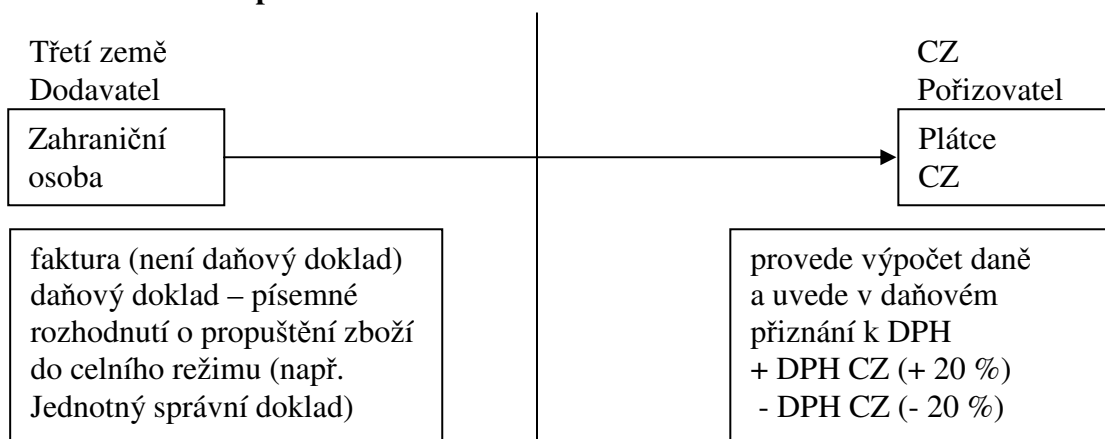 Třetí země
Dodavatel
Zahraniční
osoba
CZ
Pořizovatel
Plátce
CZ
faktura (není daňový doklad)
daňový doklad – písemné
rozhodnutí o propuštění zboží
do celního režimu (např.
Jednotný správní doklad)
provede výpočet daně
a uvede v daňovém
přiznání k DPH
+ DPH CZ (+ 20 %)
- DPH CZ (- 20 %)